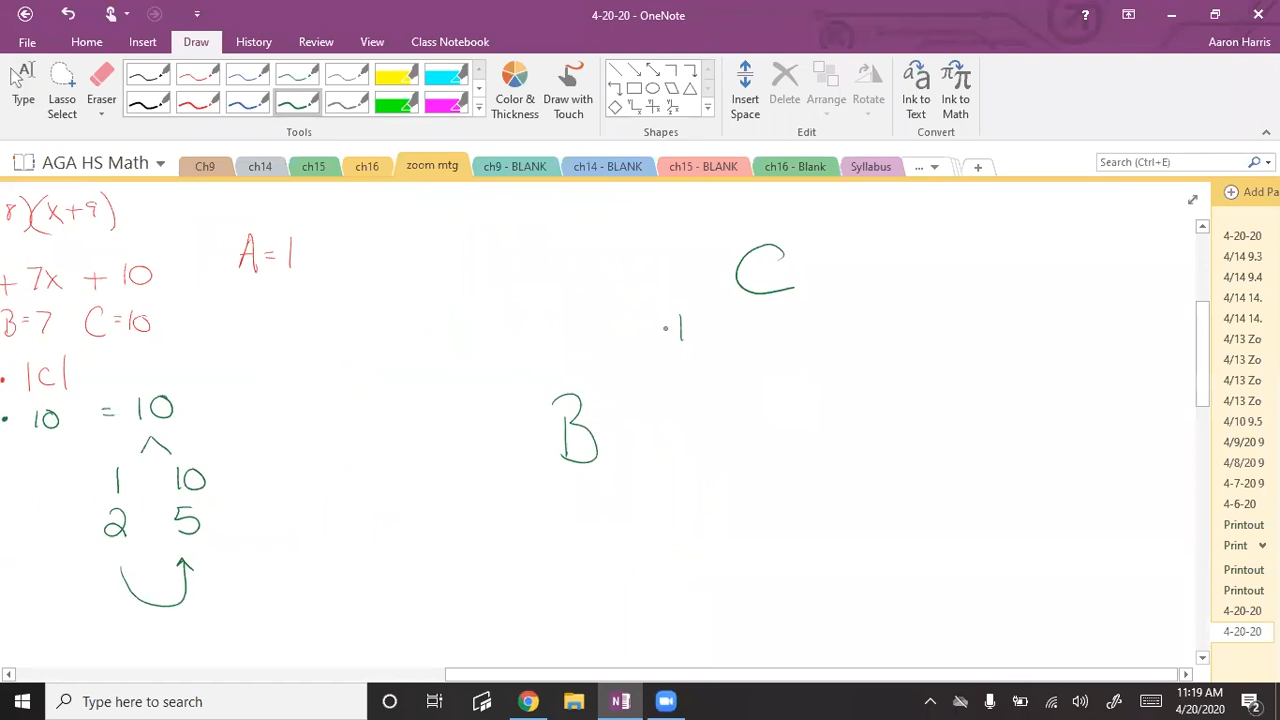 4-20-20 - OneNote
Aaron Harris
File Home Insert Draw History Review View Class Notebook
Type
Lasso Select
Eraser
Color & Thickness
Draw with Touch
Insert Space
Delete
Arrange
Rotate
Ink to Text
Ink to Math
Tools
Shapes
Edit
Convert
AGA HS Math
Ch9 ch14 ch15 ch16 zoom mtg ch9 - BLANK ch14 - BLANK ch15 - BLANK ch16 - Blank Syllabus ...
Search (Ctrl+E)
Add Pa
8)(x+9)
A=1
+ 7x + 10
B=7 C=10
• |C|
• 10 = 10
1 10
2 5
C
1
B
4-20-20
4/14 9.3
4/14 9.4
4/14 14.
4/14 14.
4/13 Zo
4/13 Zo
4/13 Zo
4/13 Zo
4/10 9.5
4/9/20 9
4/8/20 9
4-7-20 9
4-6-20
Printout
Print
Printout
Printout
4-20-20
4-20-20
Type here to search
11:19 AM
4/20/2020
2